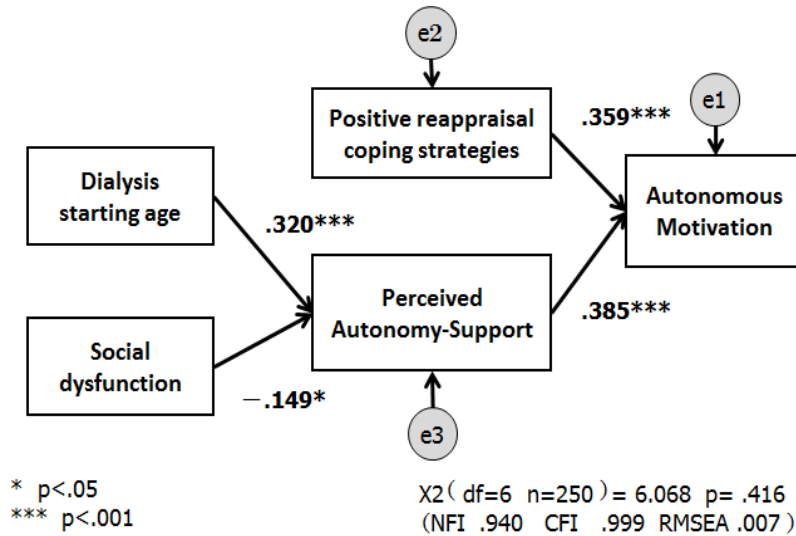 e2
Positive reappraisal
coping strategies
.359***
e1
Autonomous
Motivation
Dialysis
starting age
.320***
Perceived
Autonomy-Support
.385***
Social
dysfunction
−.149*
e3
* p<.05
*** p<.001
X2( df=6 n=250)= 6.068 p= .416
(NFI .940 CFI .999 RMSEA .007)